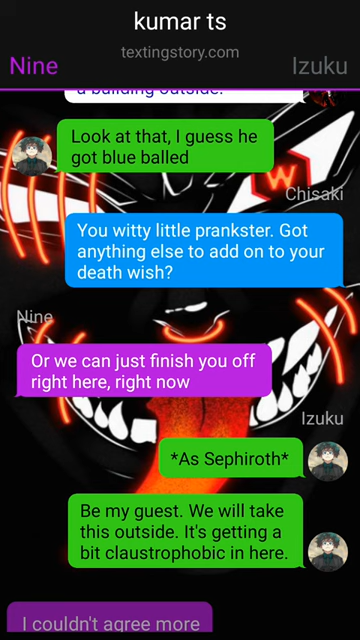 kumar ts
textingstory.com
Nine
Izuku
a building outside.
Look at that, I guess he
got blue balled
W
Chisaki
You witty little prankster. Got
anything else to add on to your
death wish?
Nine
Or we can just finish you off
right here, right now
Izuku
*As Sephiroth*
Be my guest. We will take
this outside. It's getting a
bit claustrophobic in here.
I couldn't agree more